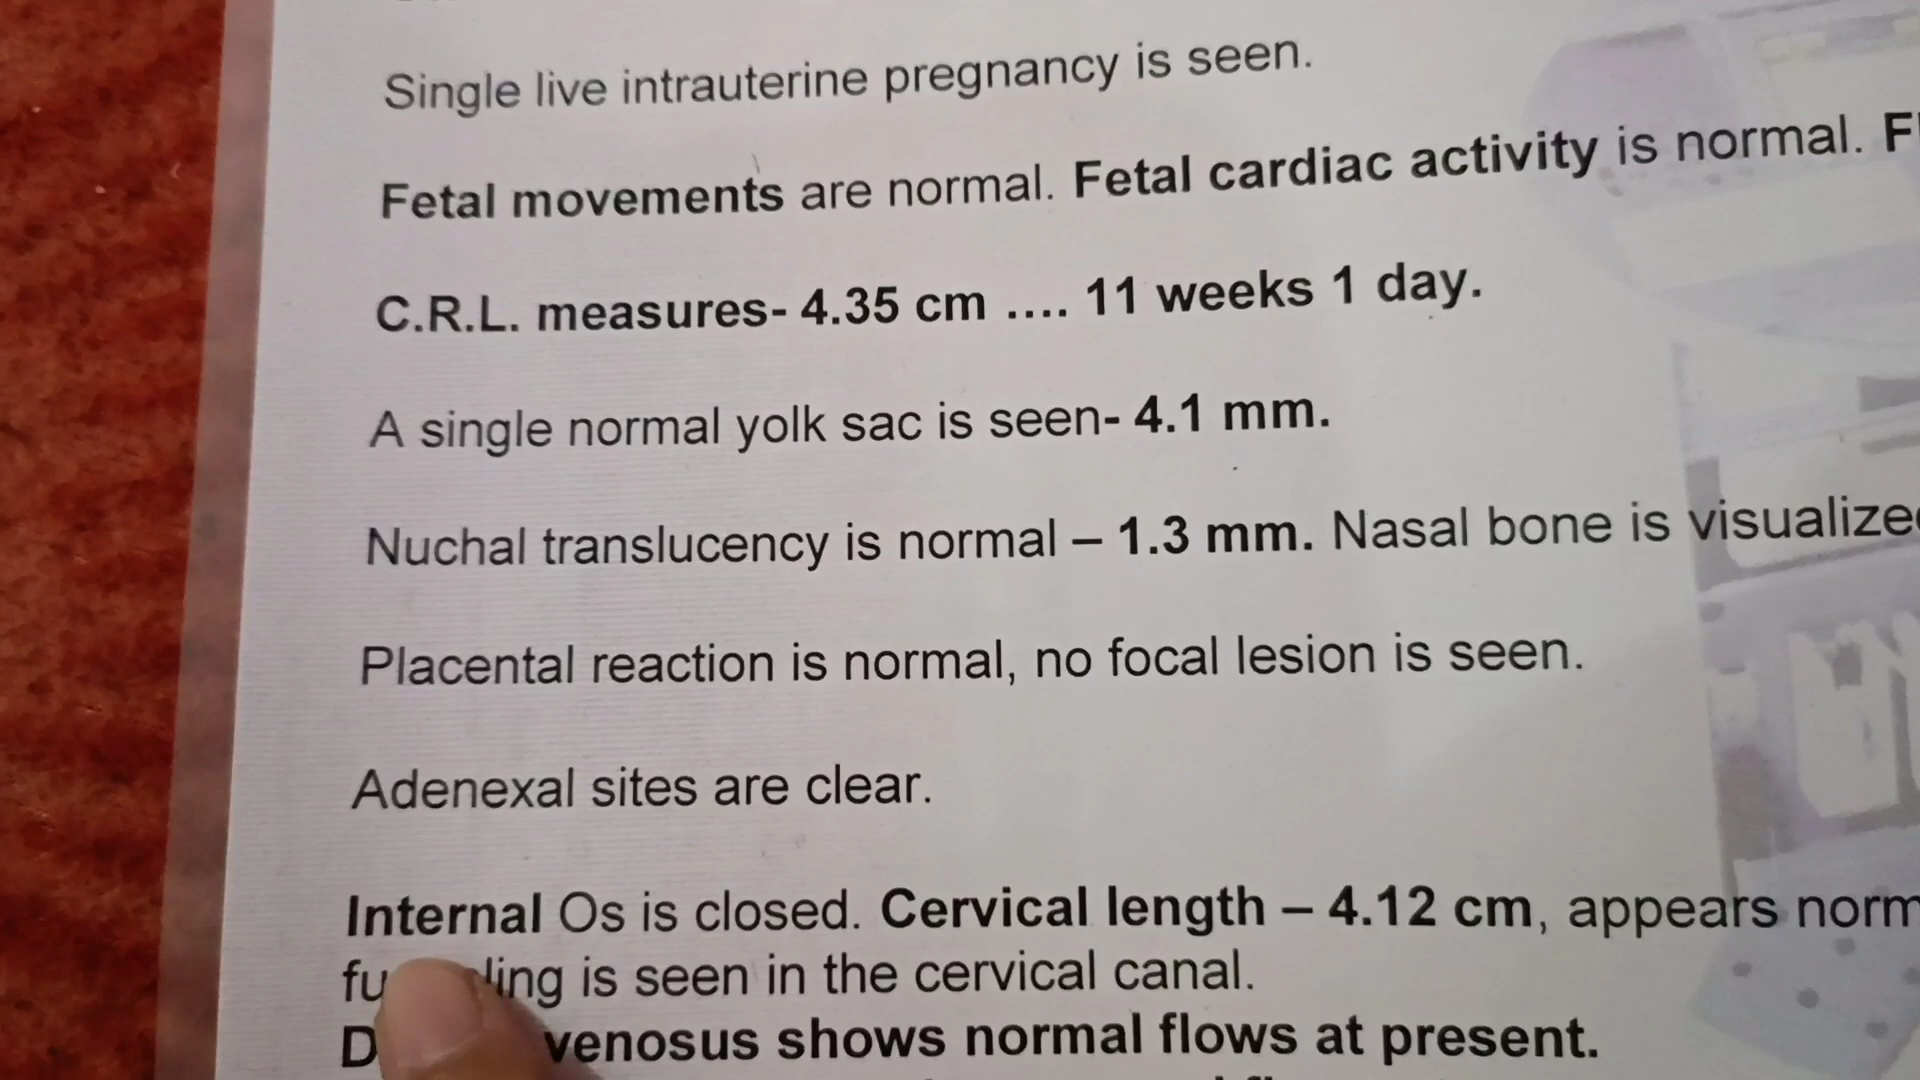 Single live intrauterine pregnancy is seen.
Fetal movements are normal. Fetal cardiac activity is normal.
C.R.L. measures- 4.35 cm .... 11 weeks 1 day.
A single normal yolk sac is seen- 4.1 mm.
Nuchal translucency is normal – 1.3 mm. Nasal bone is visualized
Placental reaction is normal, no focal lesion is seen.
Adenexal sites are clear.
Internal Os is closed. Cervical length – 4.12 cm, appears norm
is seen in the cervical canal.
venosus shows normal flows at present.